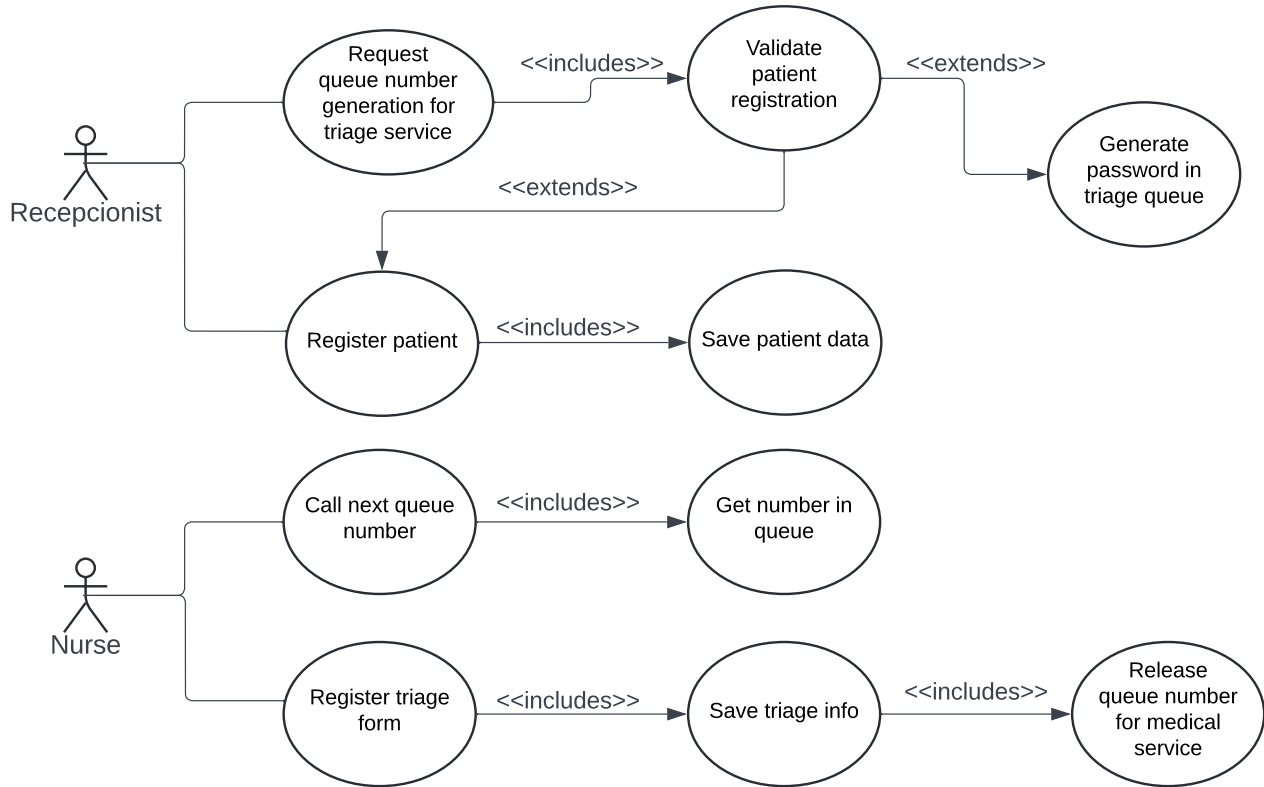 Request
queue number
generation for
triage service
<<includes>>
Validate
patient
registration
<<extends>>
Generate
password in
triage queue
Recepcionist
<<extends>>
Register patient
<<includes>>
Save patient data
Call next queue
number
<<includes>>
Get number in
queue
Nurse
Register triage
form
<<includes>>
Save triage info
<<includes>>
Release
queue number
for medical
service